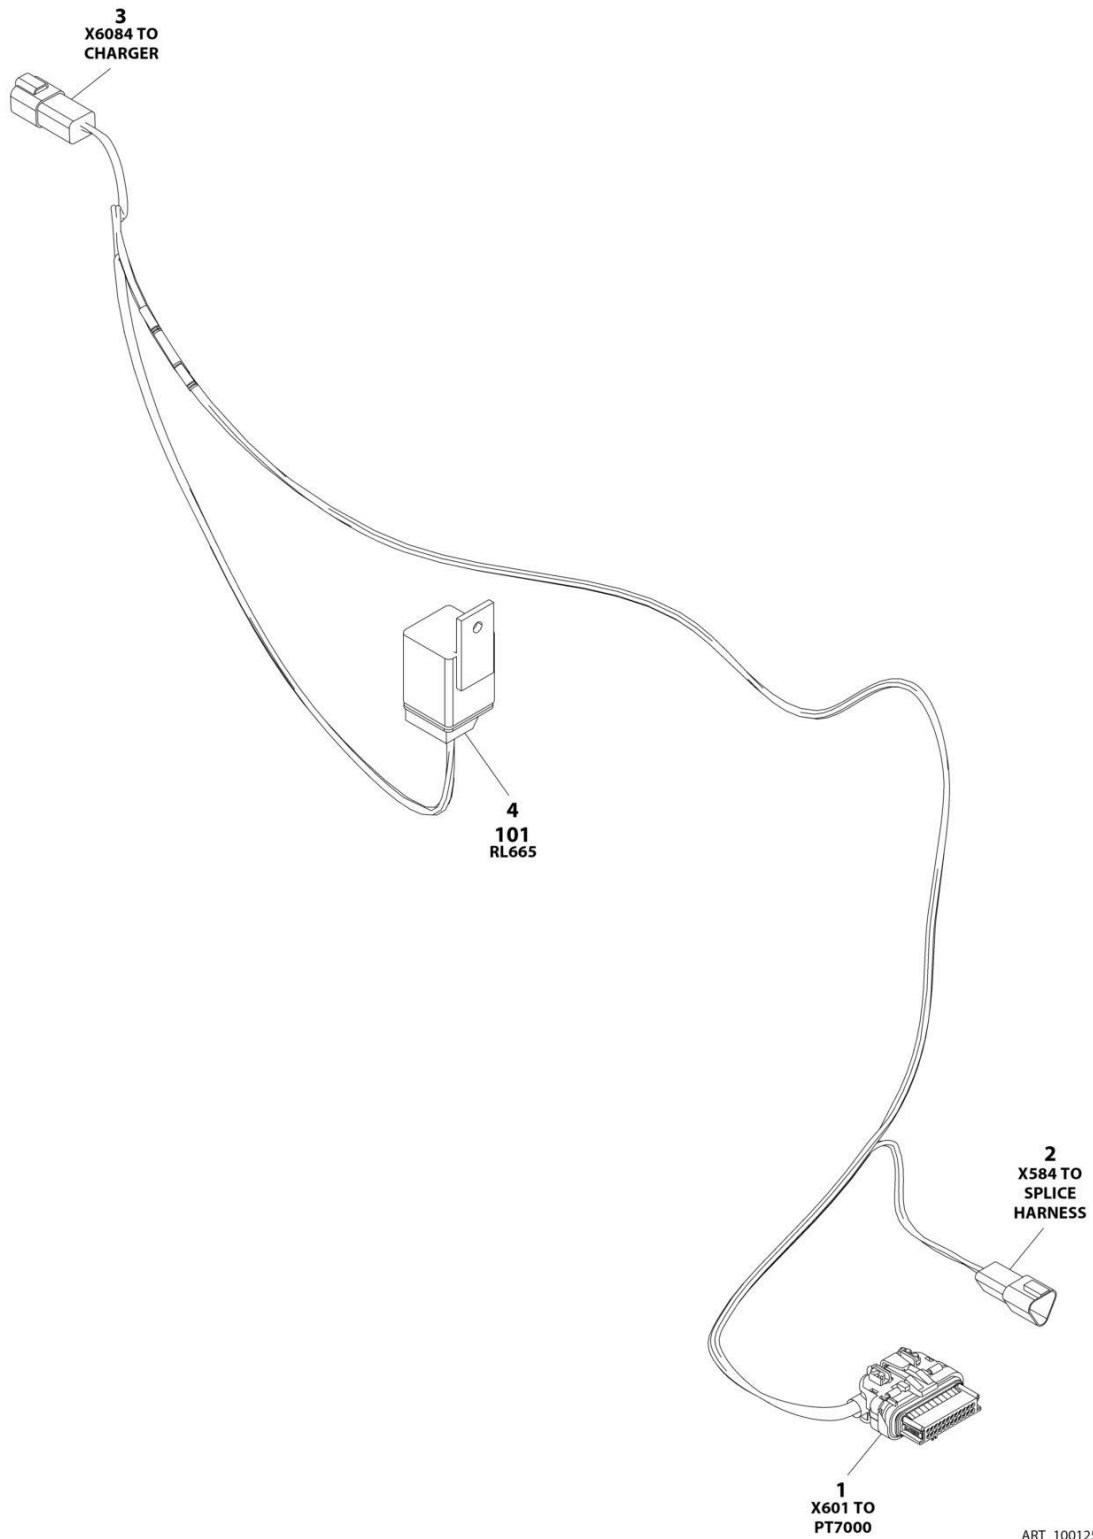 3
X6084 TO
CHARGER
4
101
RL665
2
X584 TO
SPLICE
HARNESS
1
X601 TO
PT7000